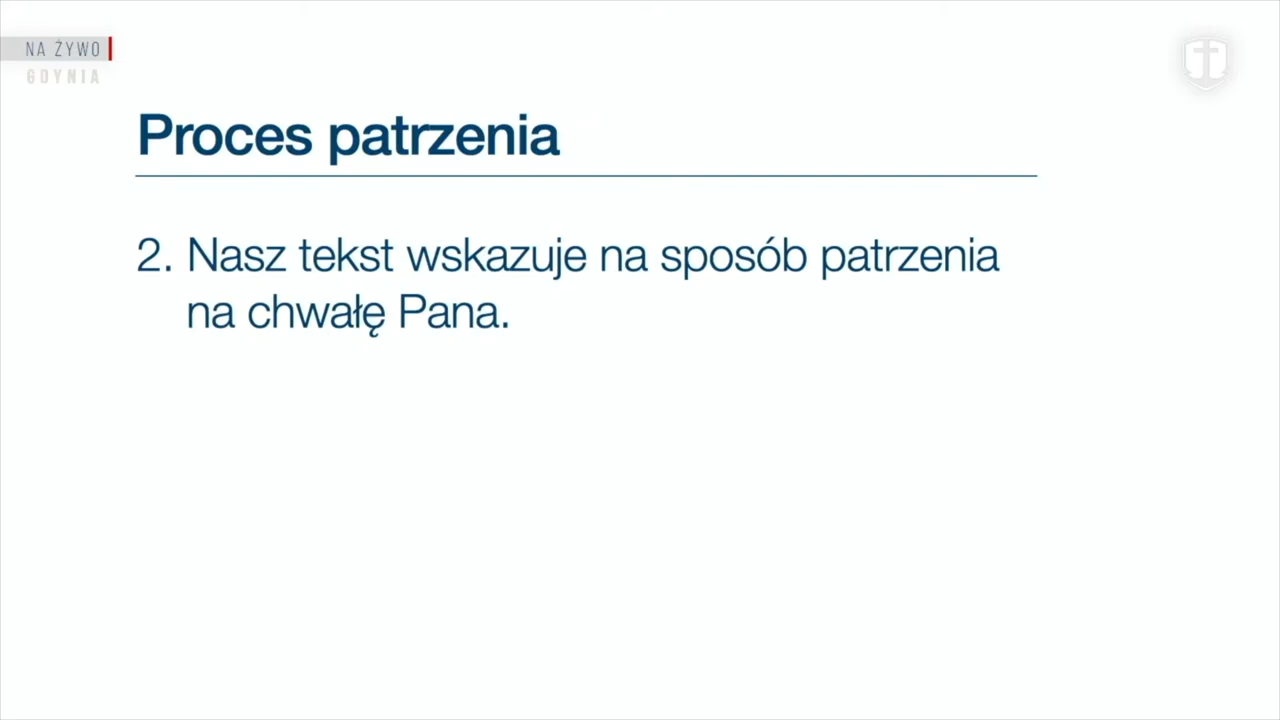 NA ŻYWO
GDYNIA
Proces patrzenia
2. Nasz tekst wskazuje na sposób patrzenia
na chwałę Pana.